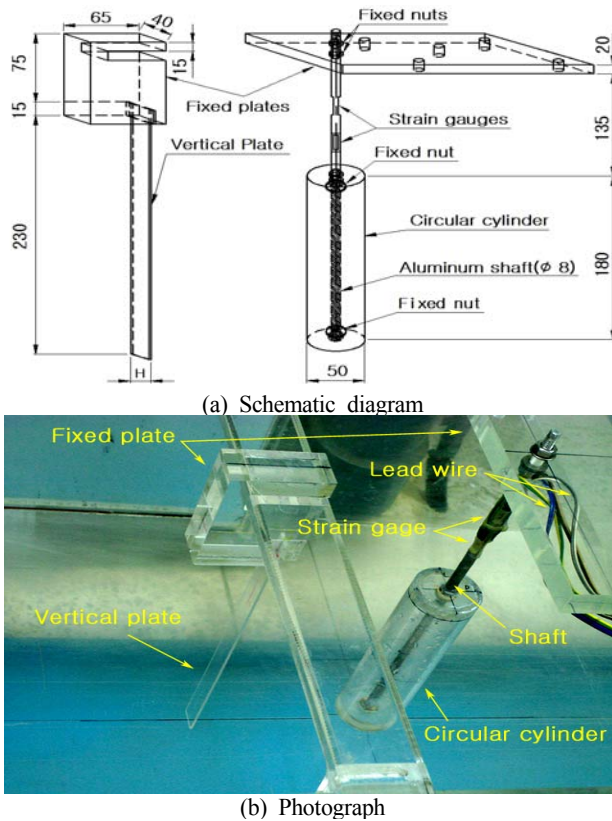 65
40
75
15
15
230
H
Fixed plates
Vertical Plate
Fixed nuts
20
135
Strain gauges
Fixed nut
Circular cylinder
180
Aluminum shaft(φ 8)
Fixed nut
50
(a) Schematic diagram
Fixed plate
Lead wire
Strain gage
Vertical plate
Shaft
Circular cylinder
(b) Photograph